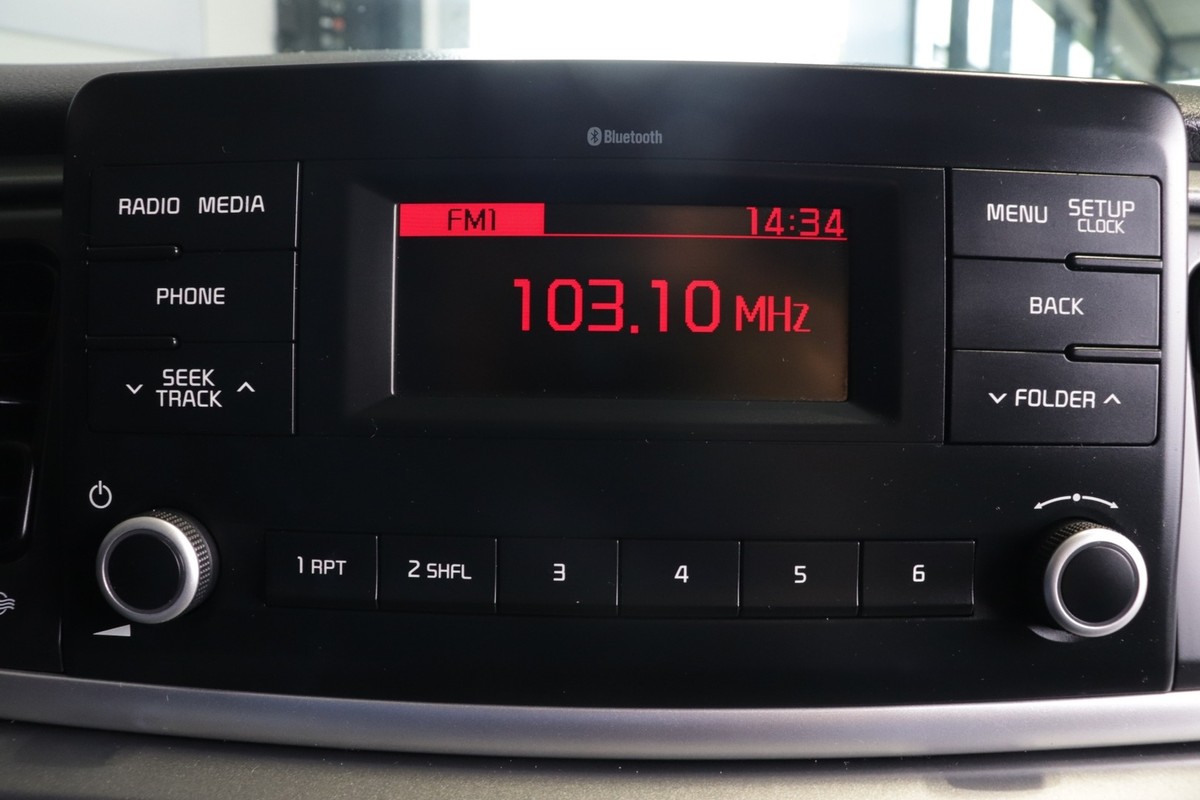 Bluetooth
RADIO MEDIA
FM1 14:34
MENU SETUP
CLOCK
PHONE
103.10 MHz
BACK
SEEK
TRACK
FOLDER
1 RPT 2 SHFL 3 4 5 6